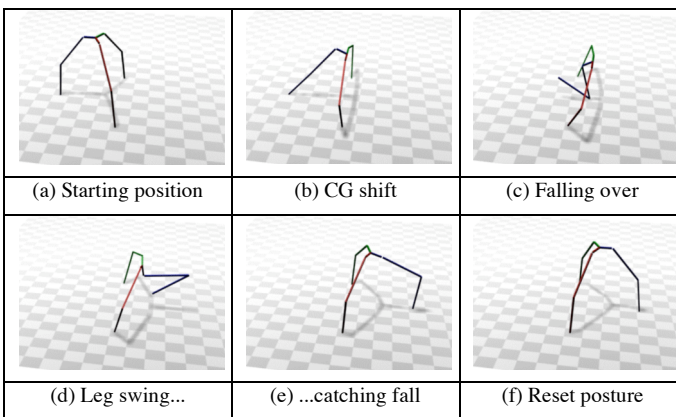 (a) Starting position
(b) CG shift
(c) Falling over
(d) Leg swing...
(e) ...catching fall
(f) Reset posture